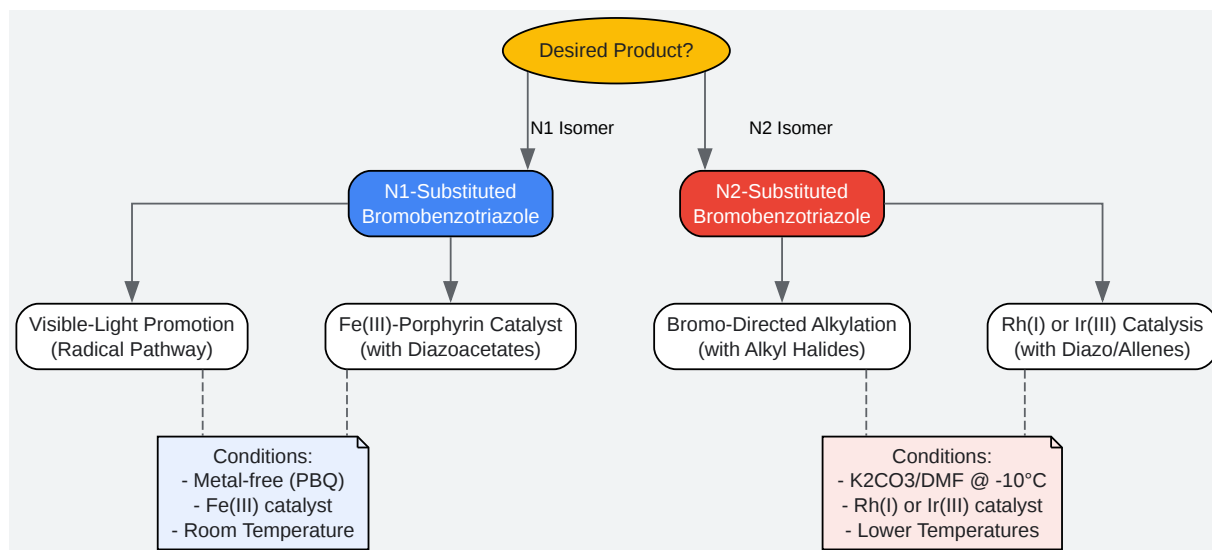 Desired Product?
N1 Isomer
N2 Isomer
N1-Substituted
Bromobenzotriazole
N2-Substituted
Bromobenzotriazole
Visible-Light Promotion
(Radical Pathway)
Fe(III)-Porphyrin Catalyst
(with Diazoacetates)
Bromo-Directed Alkylation
(with Alkyl Halides)
Rh(I) or Ir(III) Catalysis
(with Diazo/Allenes)
Conditions:
- Metal-free (PBQ)
- Fe(III) catalyst
- Room Temperature
Conditions:
- K2CO3/DMF @ -10°C
- Rh(I) or Ir(III) catalyst
- Lower Temperatures